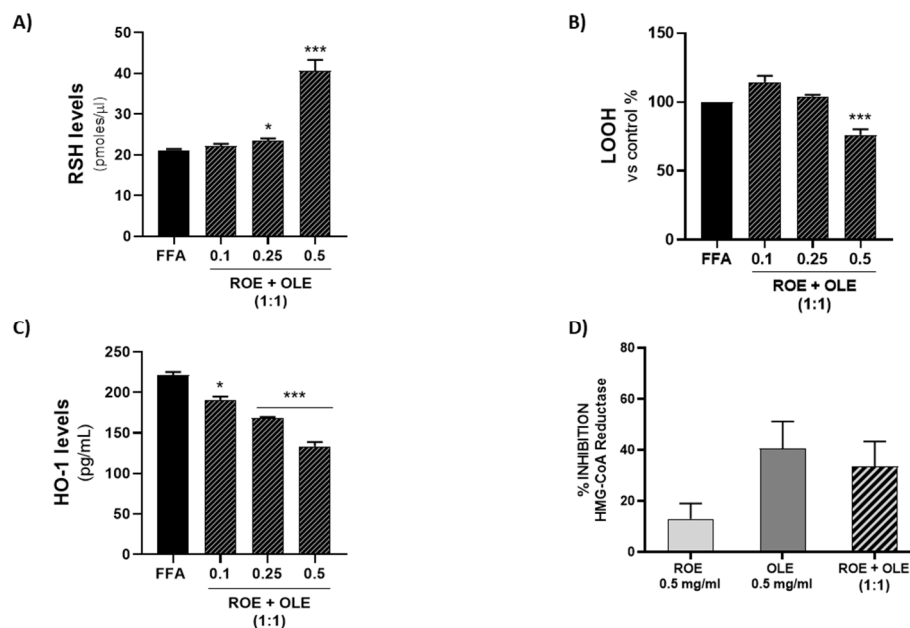 A)
RSH levels
(pmoles/µl)
50
40
30
20
10
0
*
***
FFA 0.1 0.25 0.5
ROE + OLE
(1:1)
B)
LOOH
vs control %
150
100
50
0
***
FFA 0.1 0.25 0.5
ROE + OLE
(1:1)
C)
HO-1 levels
(pg/mL)
250
200
150
100
50
0
*
***
FFA 0.1 0.25 0.5
ROE + OLE
(1:1)
D)
% INHIBITION
HMG-CoA Reductase
80
60
40
20
0
ROE OLE ROE + OLE
0.5 mg/ml 0.5 mg/ml (1:1)